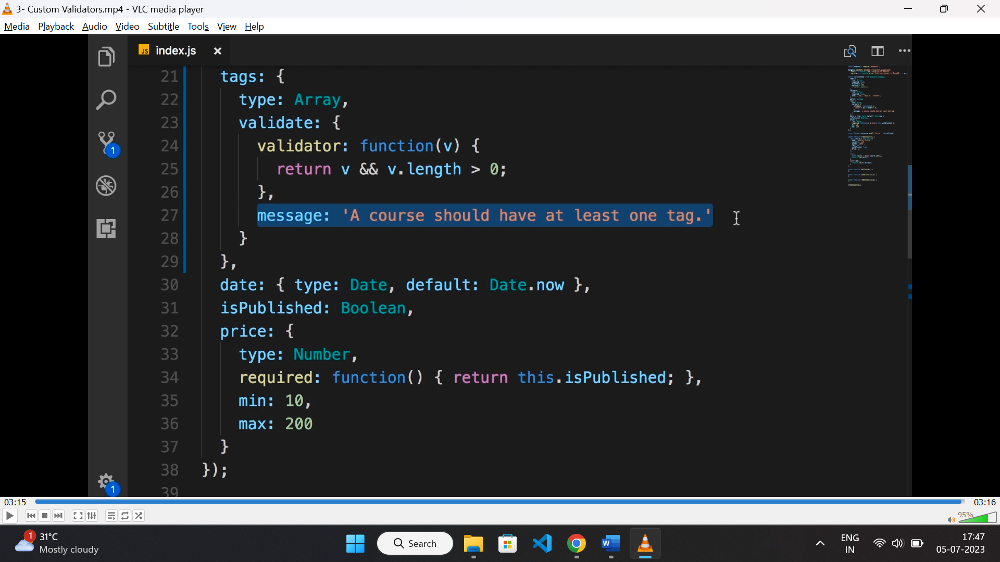 3- Custom Validators.mp4 - VLC media player
Media Playback Audio Video Subtitle Tools View Help
JS index.js
21 tags: {
22 type: Array,
23 validate: {
24 validator: function(v) {
25 return v && v.length > 0;
26 },
27 message: 'A course should have at least one tag.'
28 }
29 },
30 date: { type: Date, default: Date.now },
31 isPublished: Boolean,
32 price: {
33 type: Number,
34 required: function() { return this.isPublished; },
35 min: 10,
36 max: 200
37 }
38 });
39
1
1
03:15
03:16
95%
1
31°C
Mostly cloudy
Search
W
ENG
IN
17:47
05-07-2023